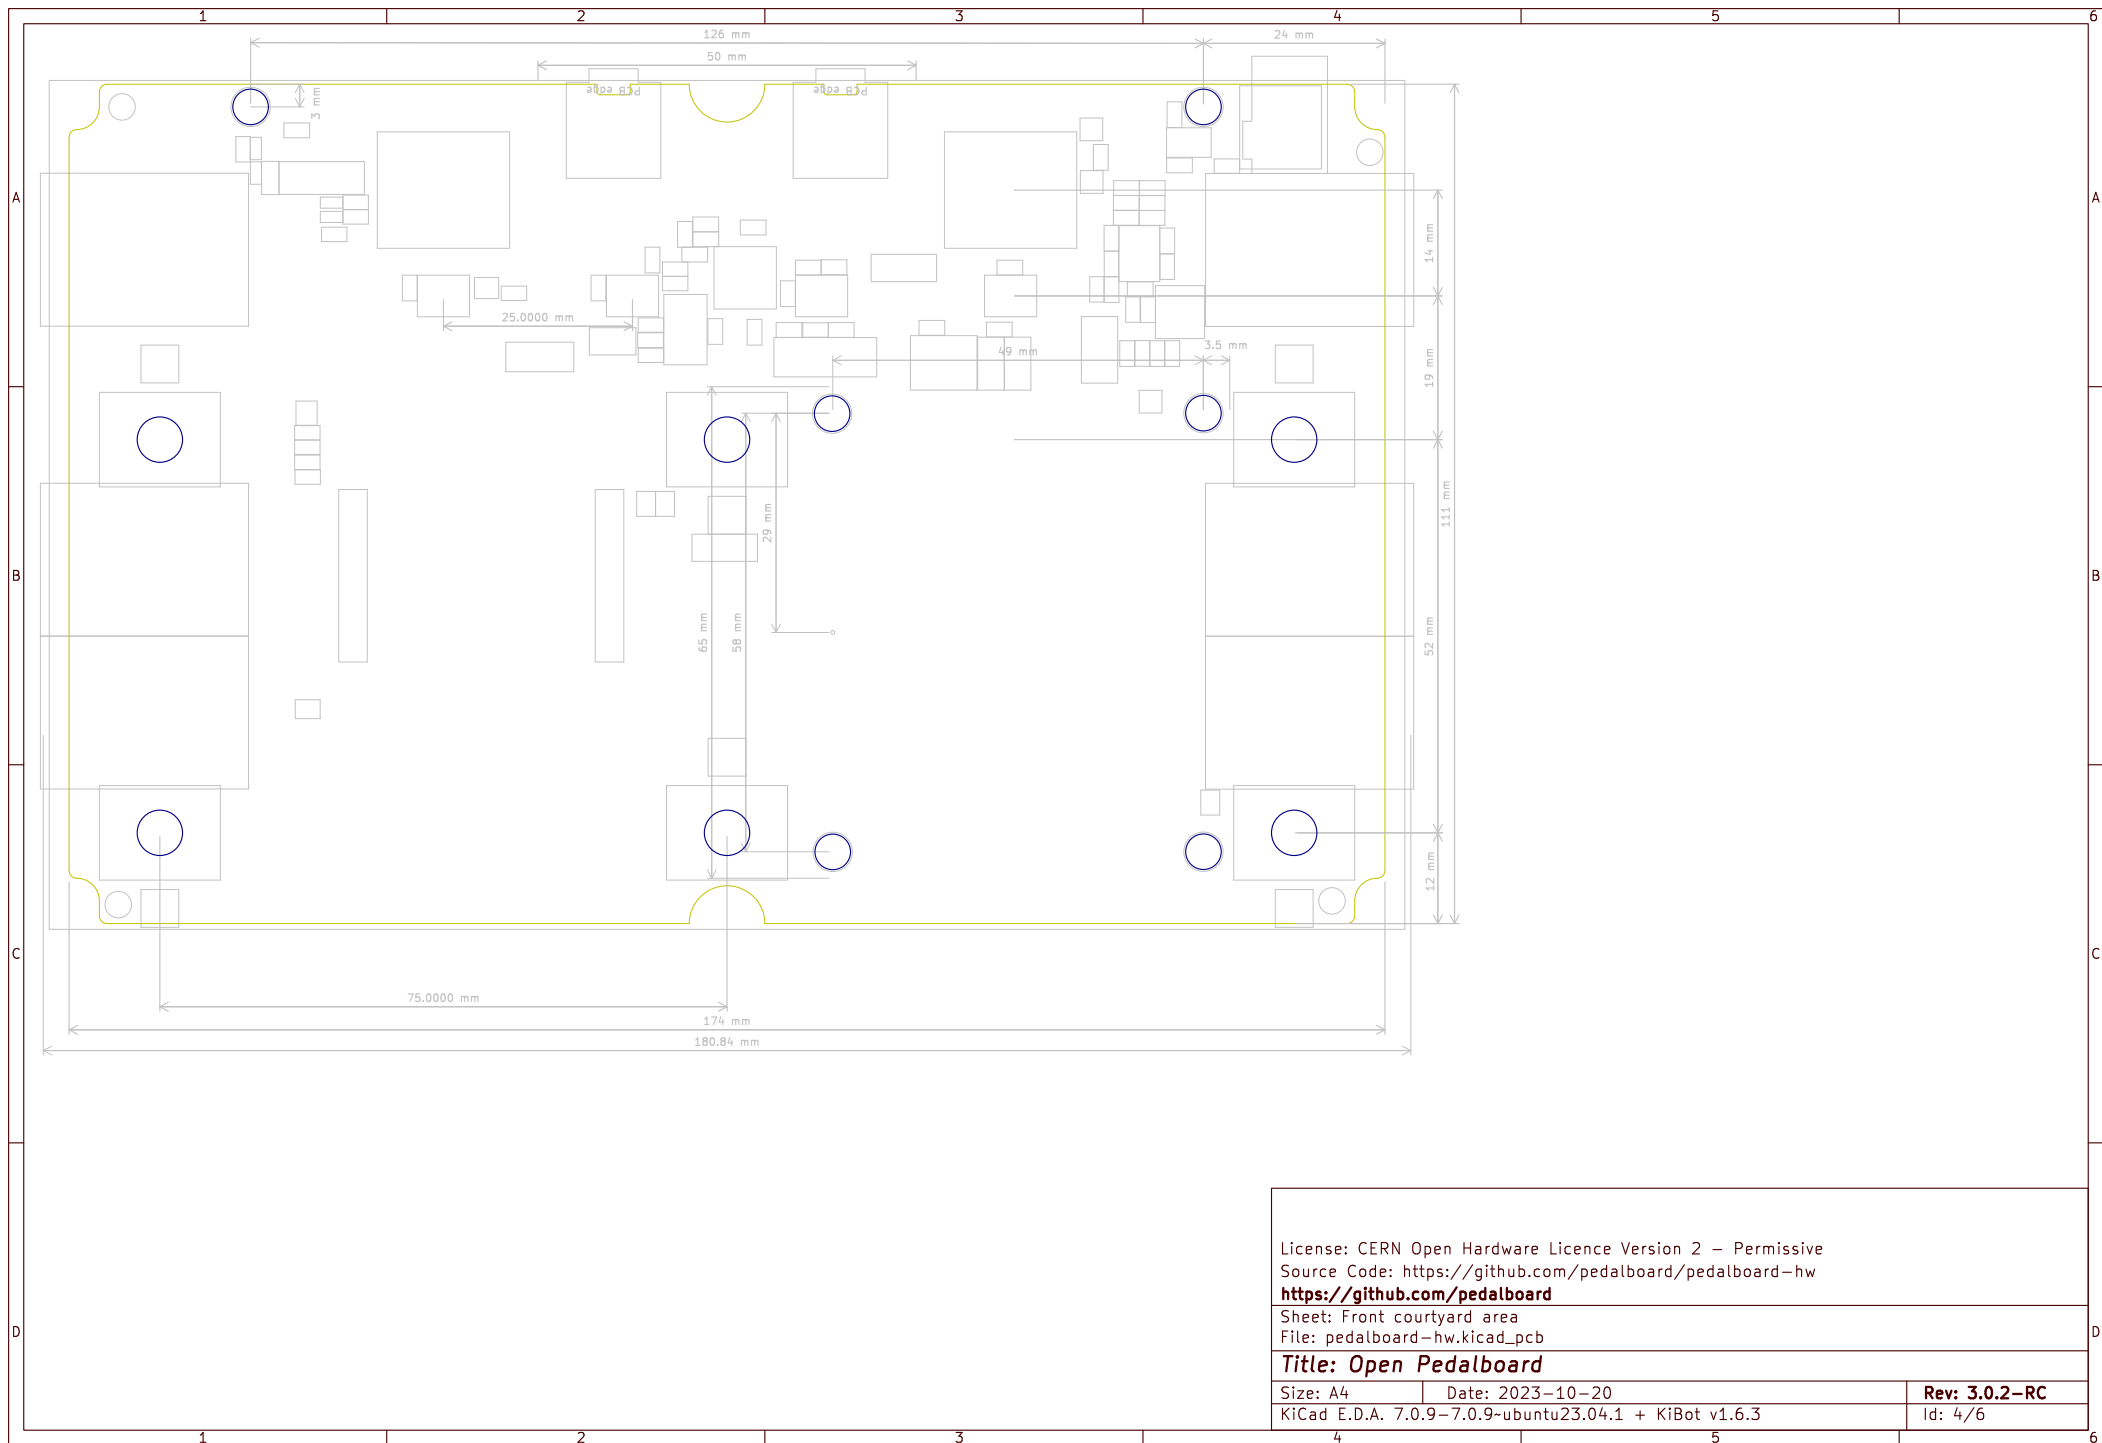 1 2 3 4 5 6
126 mm
24 mm
50 mm
PCB edge
PCB edge
3 mm
A
A
14 mm
25.0000 mm
49 mm
3.5 mm
19 mm
111 mm
29 mm
B
B
65 mm
58 mm
52 mm
12 mm
C
C
75.0000 mm
174 mm
180.84 mm
License: CERN Open Hardware Licence Version 2 - Permissive
Source Code: https://github.com/pedalboard/pedalboard-hw
https://github.com/pedalboard
Sheet: Front courtyard area
File: pedalboard-hw.kicad_pcb
D
D
Title: Open Pedalboard
Size: A4 Date: 2023-10-20 Rev: 3.0.2-RC
KiCad E.D.A. 7.0.9-7.0.9~ubuntu23.04.1 + KiBot v1.6.3 Id: 4/6
1 2 3 4 5 6